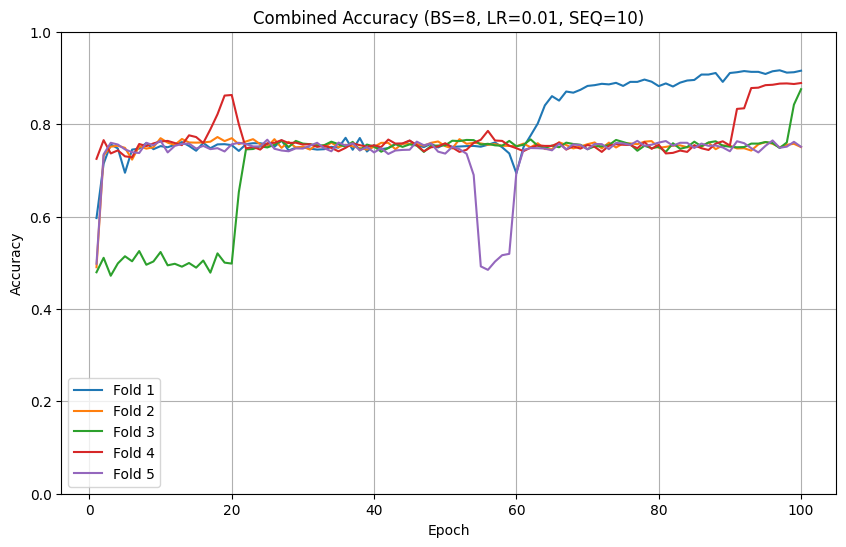 Combined Accuracy (BS=8, LR=0.01, SEQ=10)
1.0
0.8
0.6
0.4
0.2
0.0
Accuracy
Fold 1
Fold 2
Fold 3
Fold 4
Fold 5
0 20 40 60 80 100
Epoch